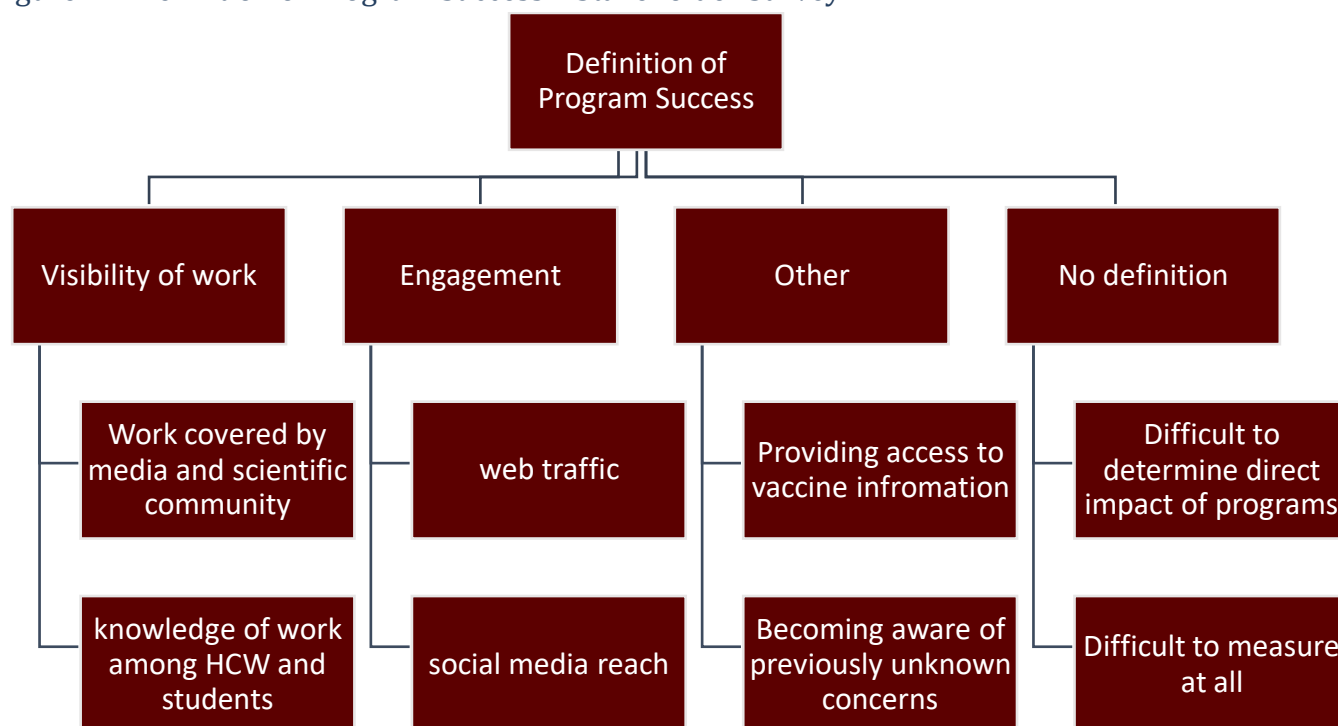 Definition of
Program Success
Visibility of work
Engagement
Other
No definition
Work covered by
media and scientific
community
web traffic
Providing access to
vaccine infromation
Difficult to
determine direct
impact of programs
knowledge of work
among HCW and
students
social media reach
Becoming aware of
previously unknown
concerns
Difficult to measure
at all